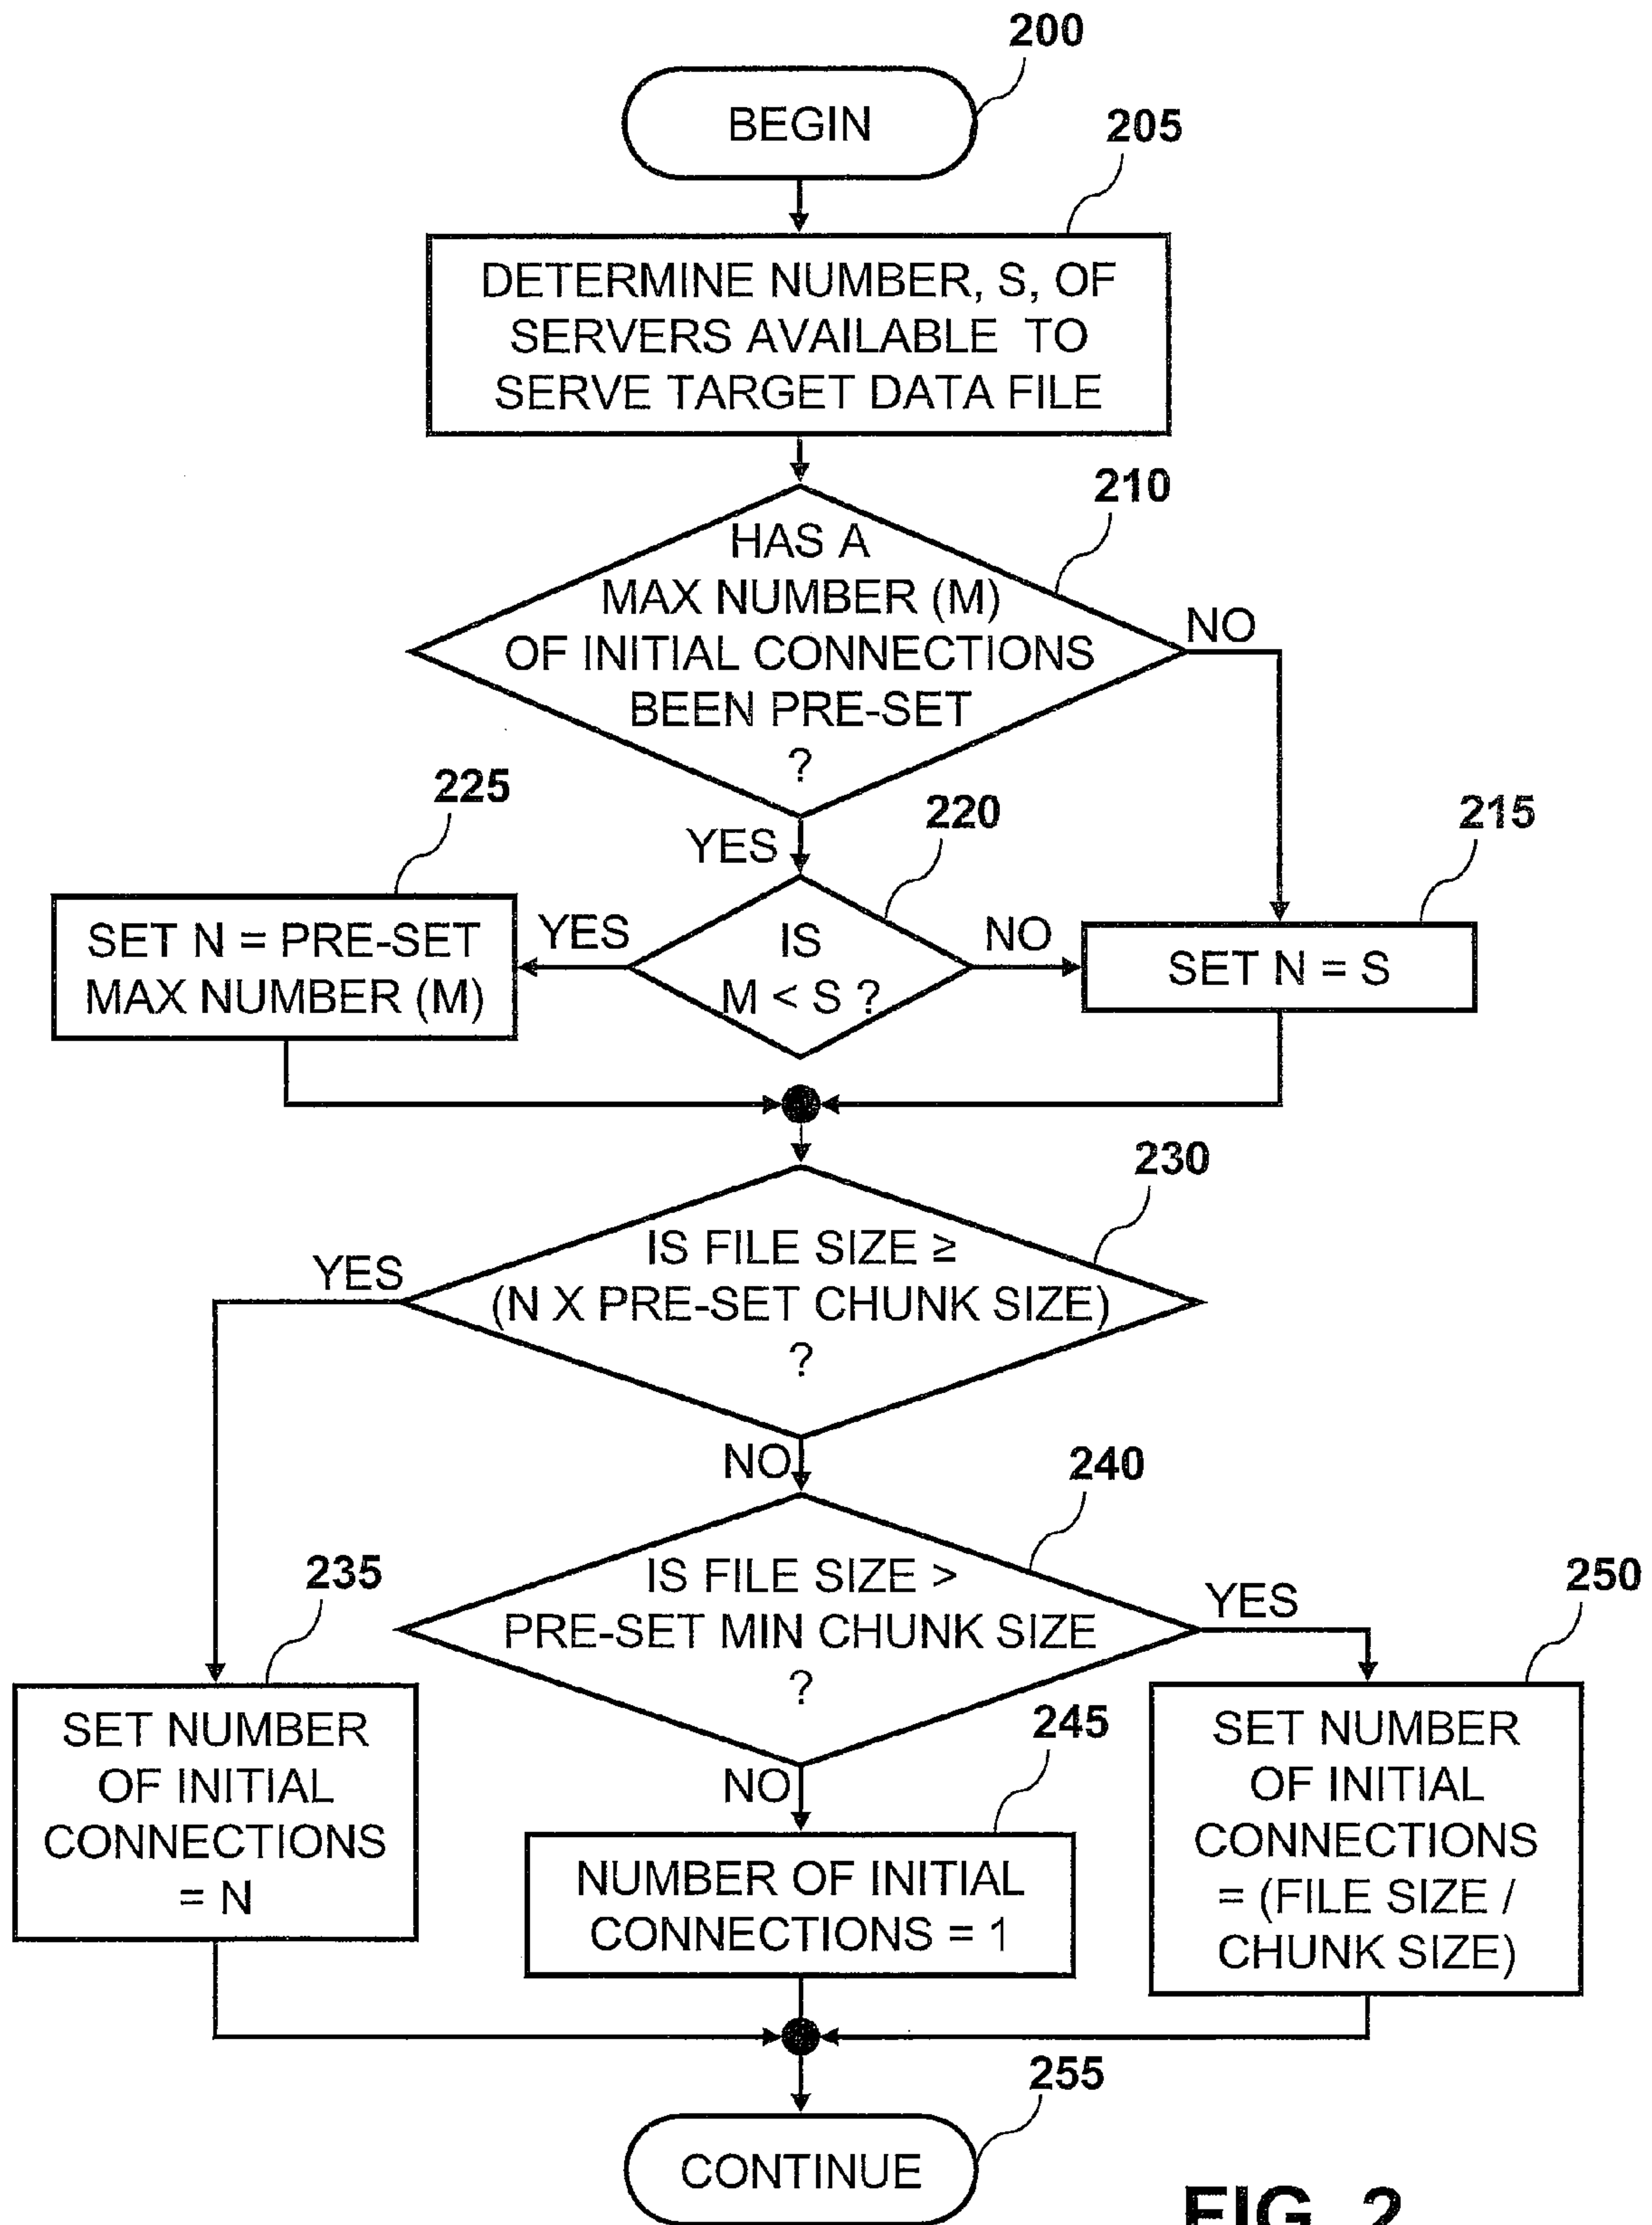 200
BEGIN
205
DETERMINE NUMBER, S, OF
SERVERS AVAILABLE TO
SERVE TARGET DATA FILE
210
HAS A
MAX NUMBER (M)
OF INITIAL CONNECTIONS
BEEN PRE-SET
?
NO
YES
225
220
215
SET N = PRE-SET
MAX NUMBER (M)
YES
IS
M < S ?
NO
SET N = S
230
IS FILE SIZE ≥
(N X PRE-SET CHUNK SIZE)
?
YES
NO
240
IS FILE SIZE >
PRE-SET MIN CHUNK SIZE
?
YES
NO
235
SET NUMBER
OF INITIAL
CONNECTIONS
= N
245
NUMBER OF INITIAL
CONNECTIONS = 1
250
SET NUMBER
OF INITIAL
CONNECTIONS
= (FILE SIZE /
CHUNK SIZE)
255
CONTINUE
FIG. 2